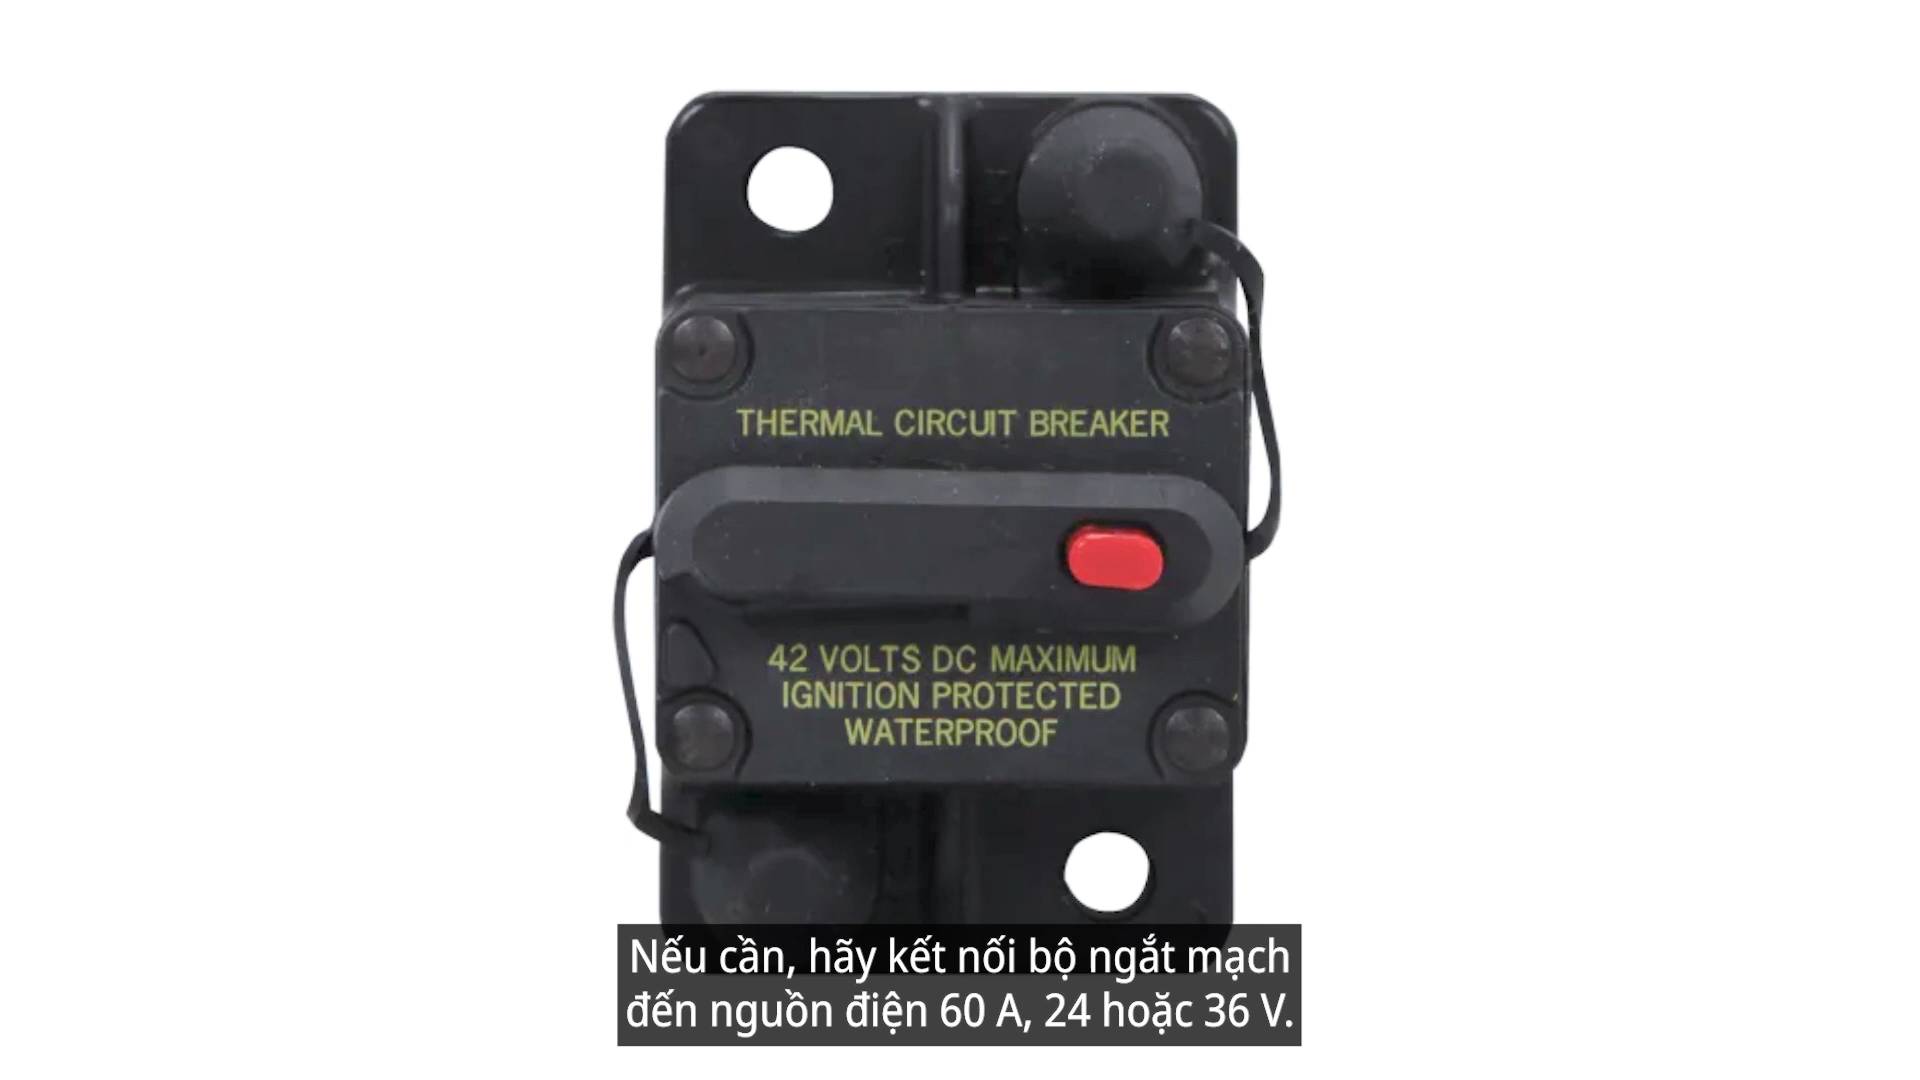 THERMAL CIRCUIT BREAKER
42 VOLTS DC MAXIMUM
IGNITION PROTECTED
WATERPROOF
Nếu cần, hãy kết nối bộ ngắt mạch
đến nguồn điện 60 A, 24 hoặc 36 V.